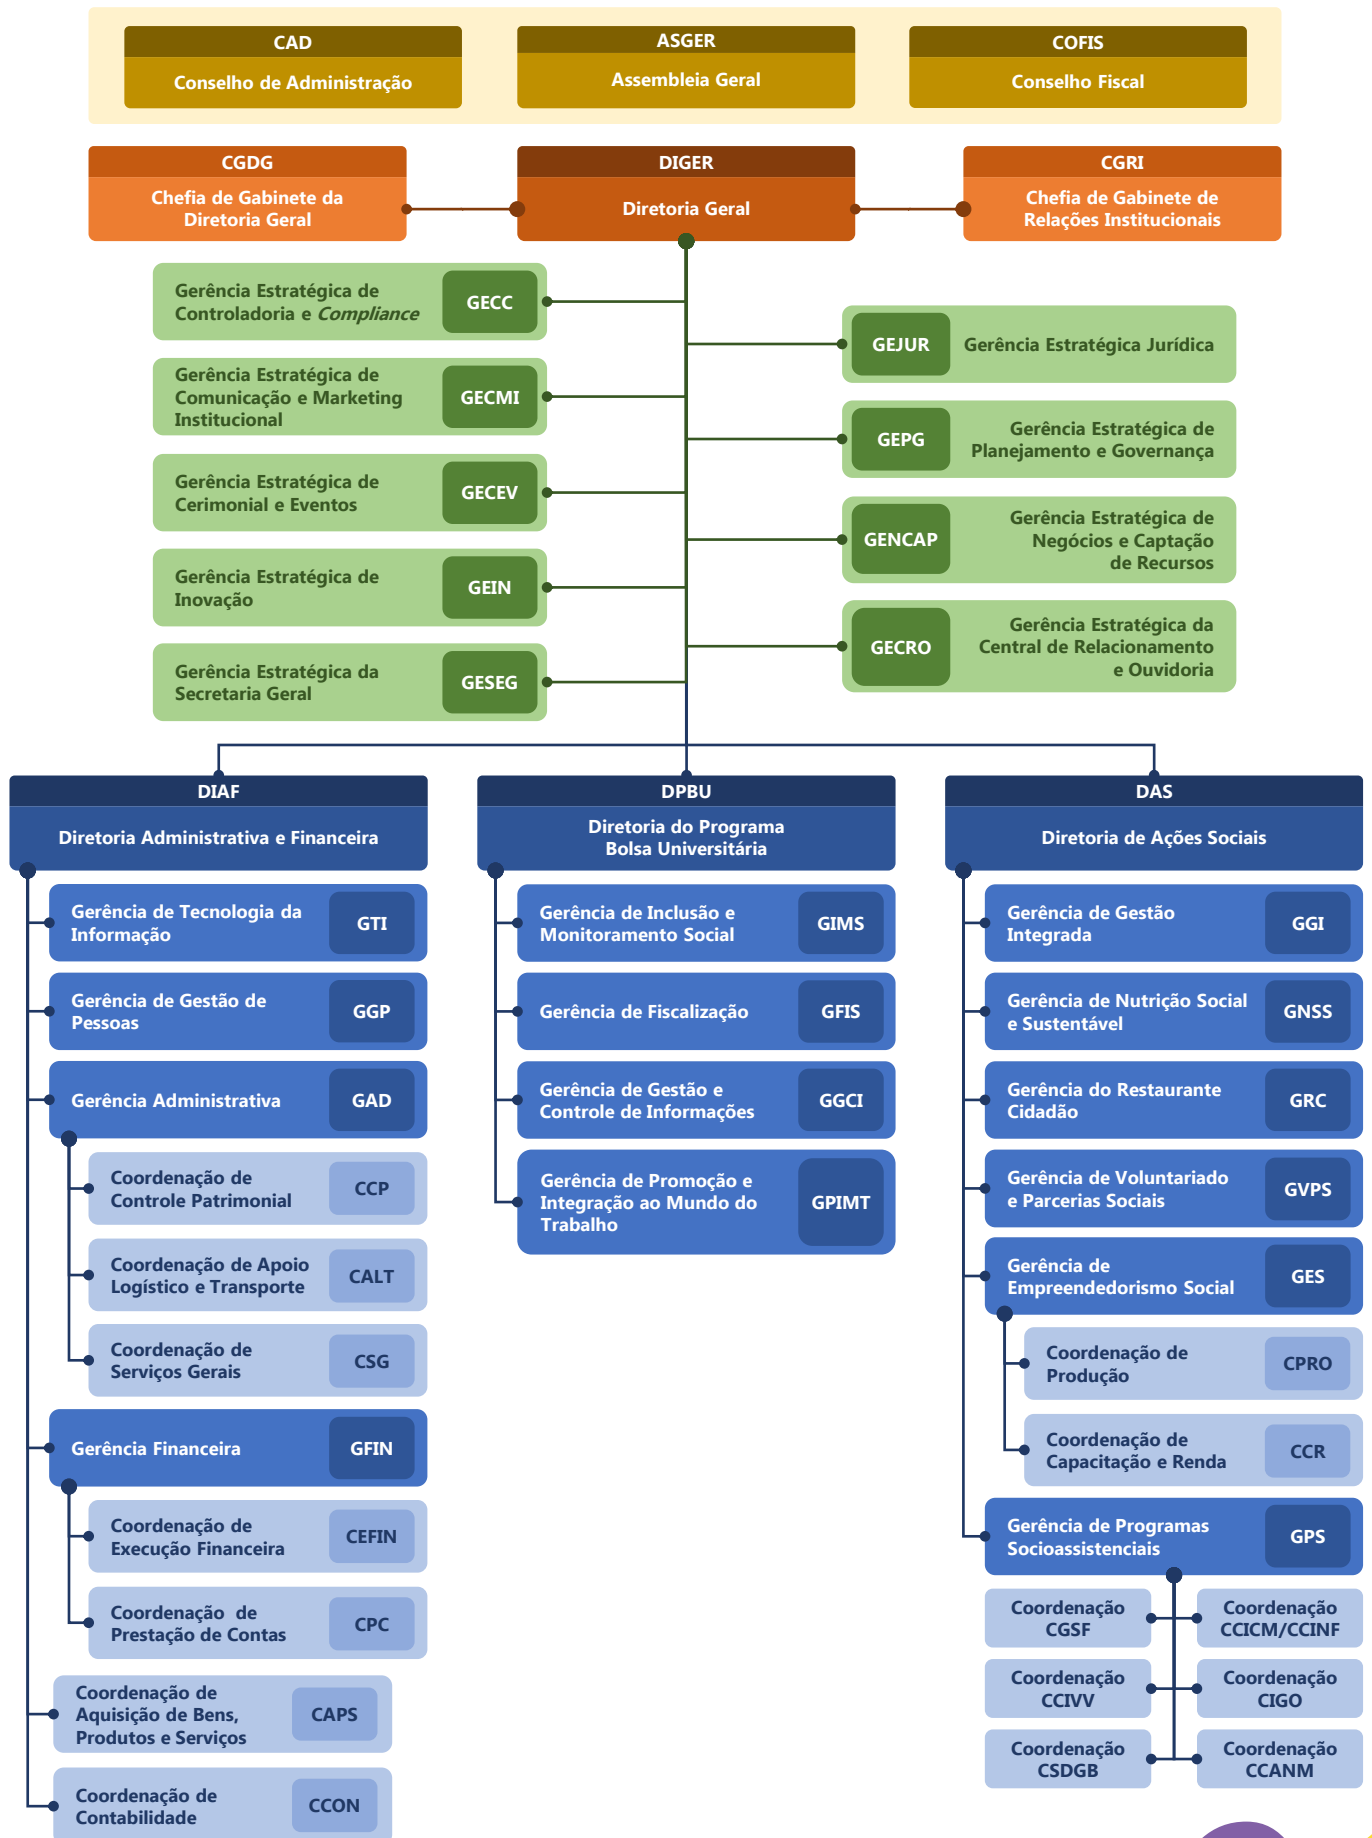 CAD
Conselho de Administração
ASGER
Assembleia Geral
COFIS
Conselho Fiscal
CGDG
Chefia de Gabinete da
Diretoria Geral
DIGER
Diretoria Geral
CGRI
Chefia de Gabinete de
Relações Institucionais
Gerência Estratégica de
Controladoria e Compliance
GECC
Gerência Estratégica de
Comunicação e Marketing
Institucional
GECMI
Gerência Estratégica de
Cerimonial e Eventos
GECEV
Gerência Estratégica de
Inovação
GEIN
Gerência Estratégica da
Secretaria Geral
GESEG
GEJUR
Gerência Estratégica Jurídica
GEPG
Gerência Estratégica de
Planejamento e Governança
GENCAP
Gerência Estratégica de
Negócios e Captação
de Recursos
GECRO
Gerência Estratégica da
Central de Relacionamento
e Ouvidoria
DIAF
Diretoria Administrativa e Financeira
Gerência de Tecnologia da
Informação
GTI
Gerência de Gestão de
Pessoas
GGP
Gerência Administrativa
GAD
Coordenação de
Controle Patrimonial
CCP
Coordenação de Apoio
Logístico e Transporte
CALT
Coordenação de
Serviços Gerais
CSG
Gerência Financeira
GFIN
Coordenação de
Execução Financeira
CEFIN
Coordenação de
Prestação de Contas
CPC
Coordenação de
Aquisição de Bens,
Produtos e Serviços
CAPS
Coordenação de
Contabilidade
CCON
DPBU
Diretoria do Programa
Bolsa Universitária
Gerência de Inclusão e
Monitoramento Social
GIMS
Gerência de Fiscalização
GFIS
Gerência de Gestão e
Controle de Informações
GGCI
Gerência de Promoção e
Integração ao Mundo do
Trabalho
GPIMT
DAS
Diretoria de Ações Sociais
Gerência de Gestão
Integrada
GGI
Gerência de Nutrição Social
e Sustentável
GNSS
Gerência do Restaurante
Cidadão
GRC
Gerência de Voluntariado
e Parcerias Sociais
GVPS
Gerência de
Empreendedorismo Social
GES
Coordenação de
Produção
CPRO
Coordenação de
Capacitação e Renda
CCR
Gerência de Programas
Socioassistenciais
GPS
Coordenação
CGSF
Coordenação
CCICM/CCINF
Coordenação
CCIVV
Coordenação
CIGO
Coordenação
CSDGB
Coordenação
CCANM